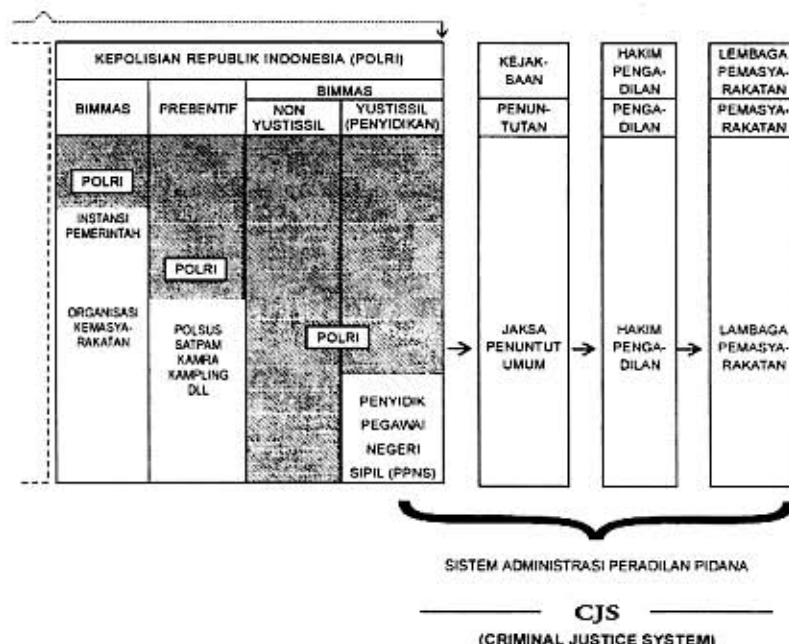 KEPOLISIAN REPUBLIK INDONESIA (POLRI)
BIMMAS
PREBENTIF
BIMMAS
NON
YUSTISSIL
YUSTISSIL
(PENYIDIKAN)
POLRI
INSTANSI
PEMERINTAH
ORGANISASI
KEMASYA-
RAKATAN
POLRI
POLSUS
SATPAM
KAMRA
KAMPLING
DLL
POLRI
PENYIDIK
PEGAWAI
NEGERI
SIPIL (PPNS)
KEJAK-
SAAN
PENUN-
TUTAN
JAKSA
PENUNTUT
UMUM
HAKIM
PENGA-
DILAN
PENGA-
DILAN
HAKIM
PENGA-
DILAN
LEMBAGA
PEMASYA-
RAKATAN
PEMASYA-
RAKATAN
LAMBAGA
PEMASYA-
RAKATAN
SISTEM ADMINISTRASI PERADILAN PIDANA
CJS
(CRIMINAL JUSTICE SYSTEM)